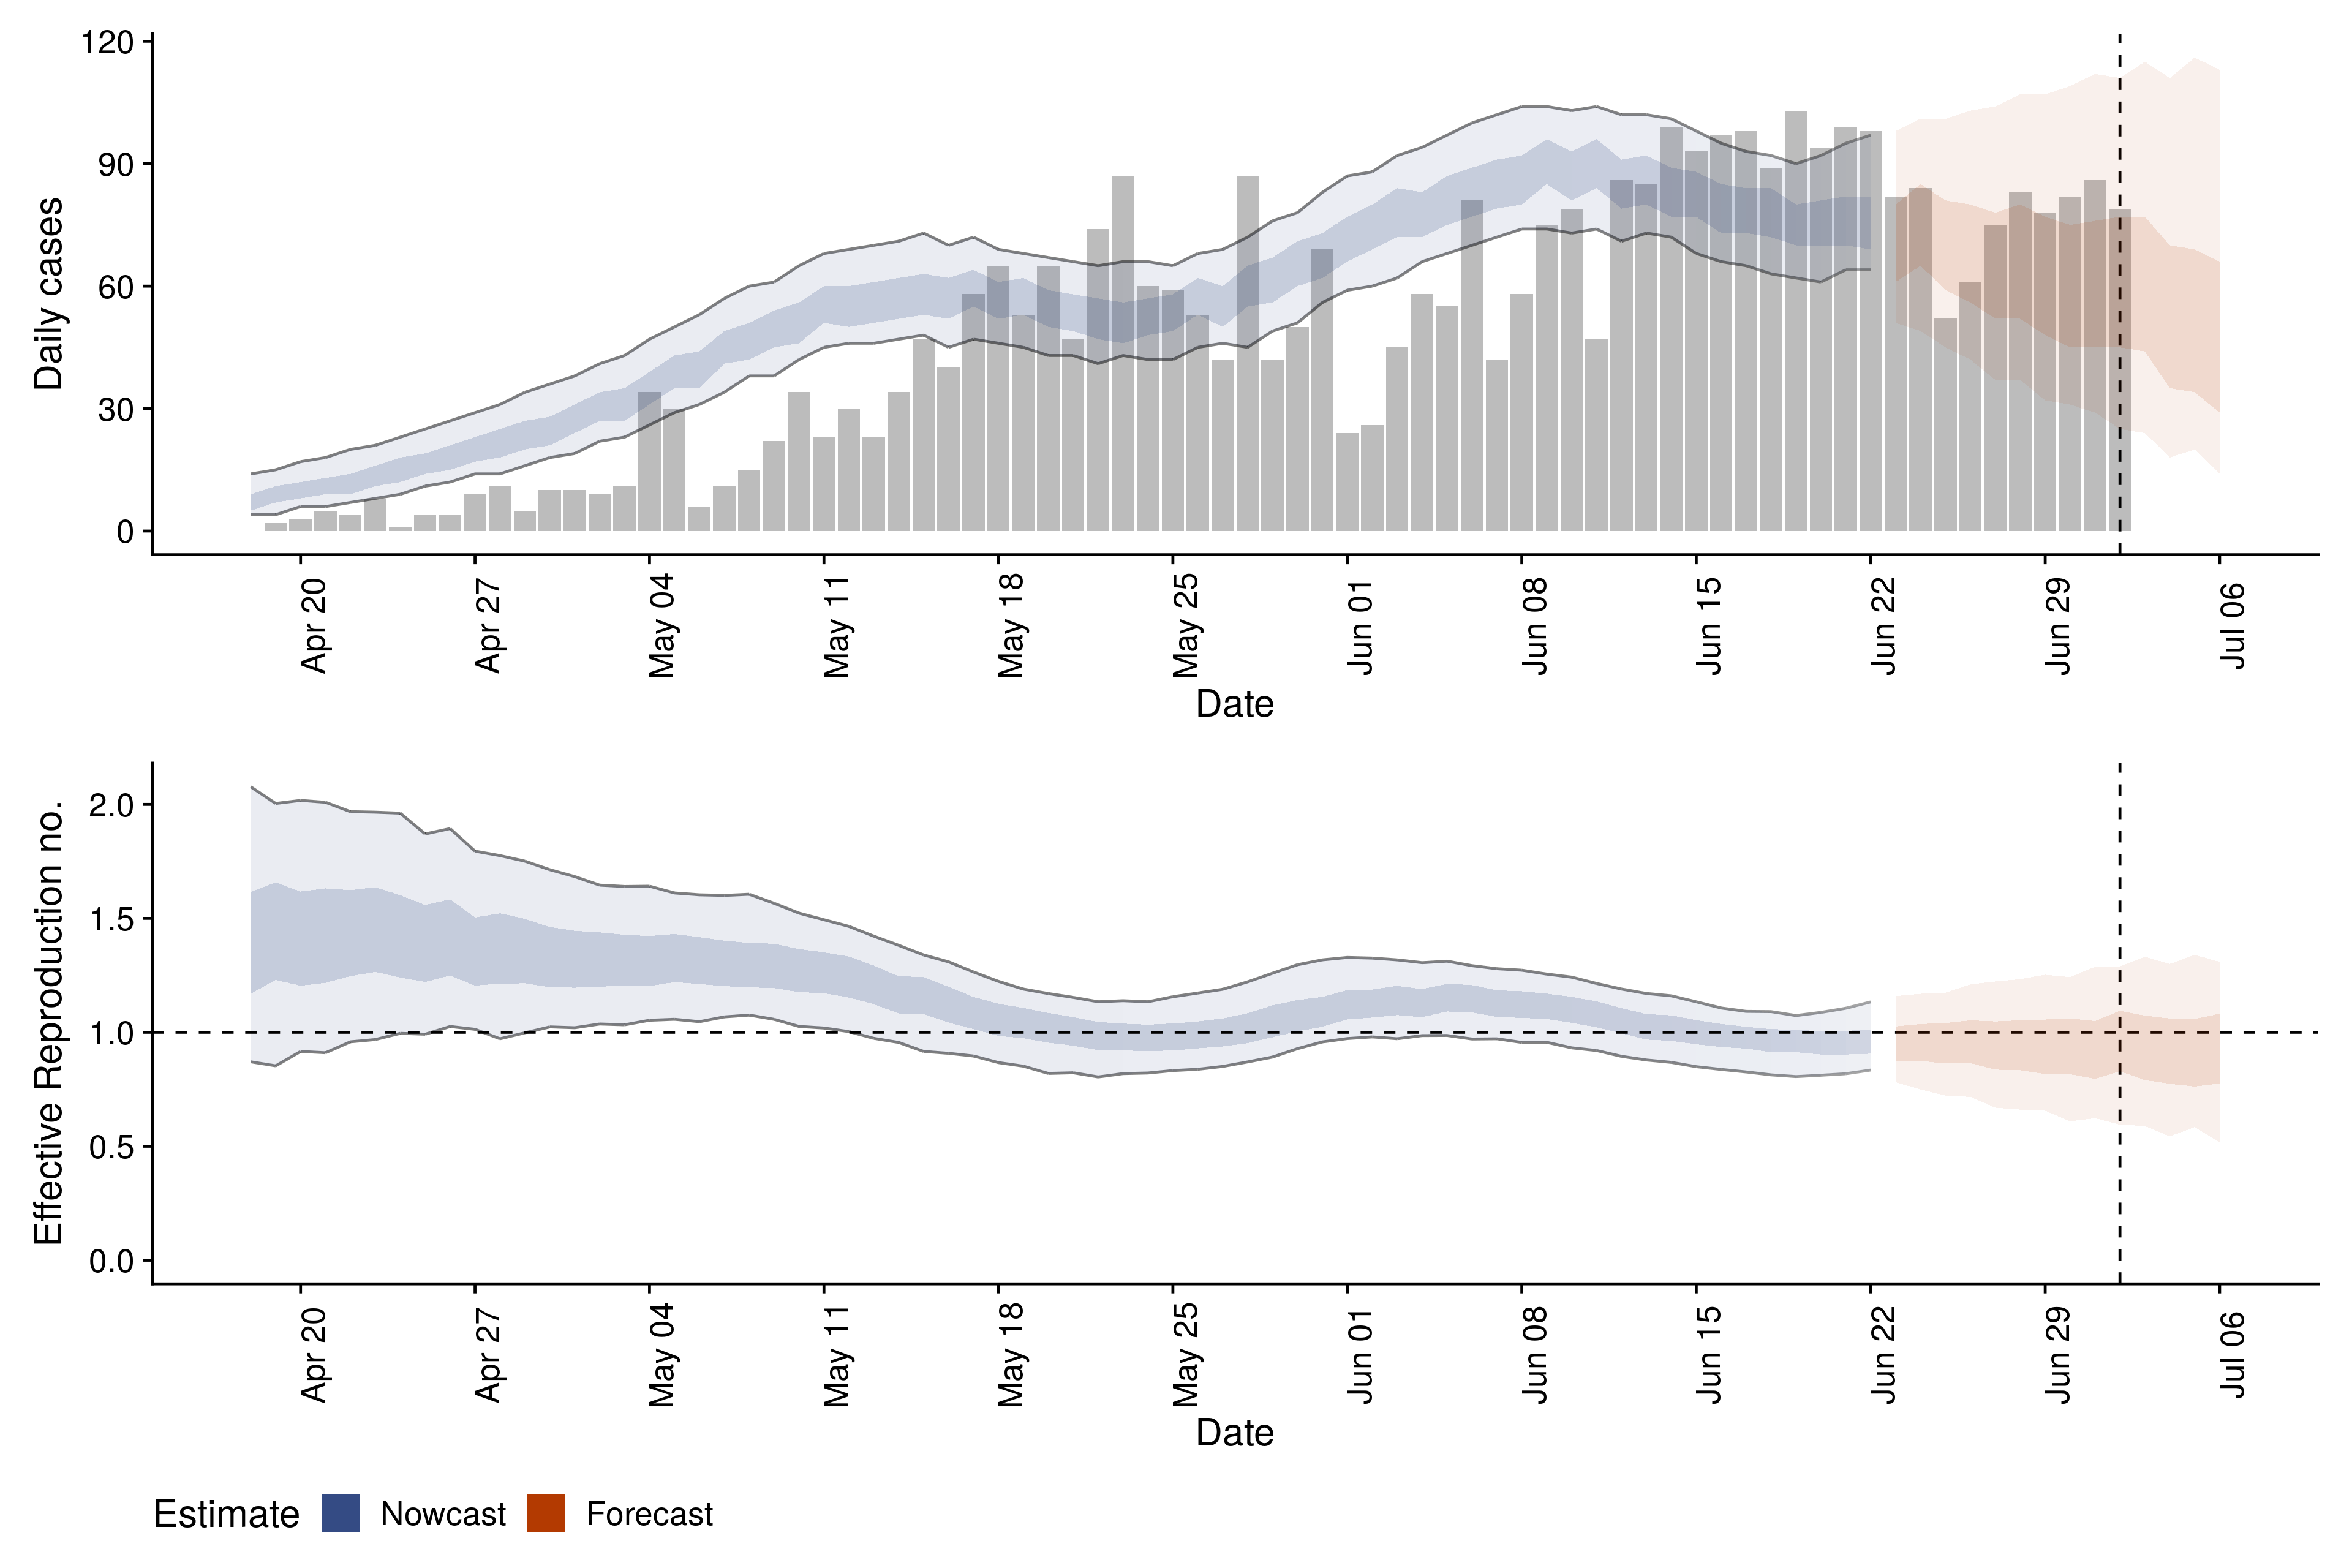 120
90
60
30
0
Daily cases
Apr 20
Apr 27
May 04
May 11
May 18
May 25
Jun 01
Jun 08
Jun 15
Jun 22
Jun 29
Jul 06
Date
2.0
1.5
1.0
0.5
0.0
Effective Reproduction no.
Apr 20
Apr 27
May 04
May 11
May 18
May 25
Jun 01
Jun 08
Jun 15
Jun 22
Jun 29
Jul 06
Date
Estimate Nowcast Forecast